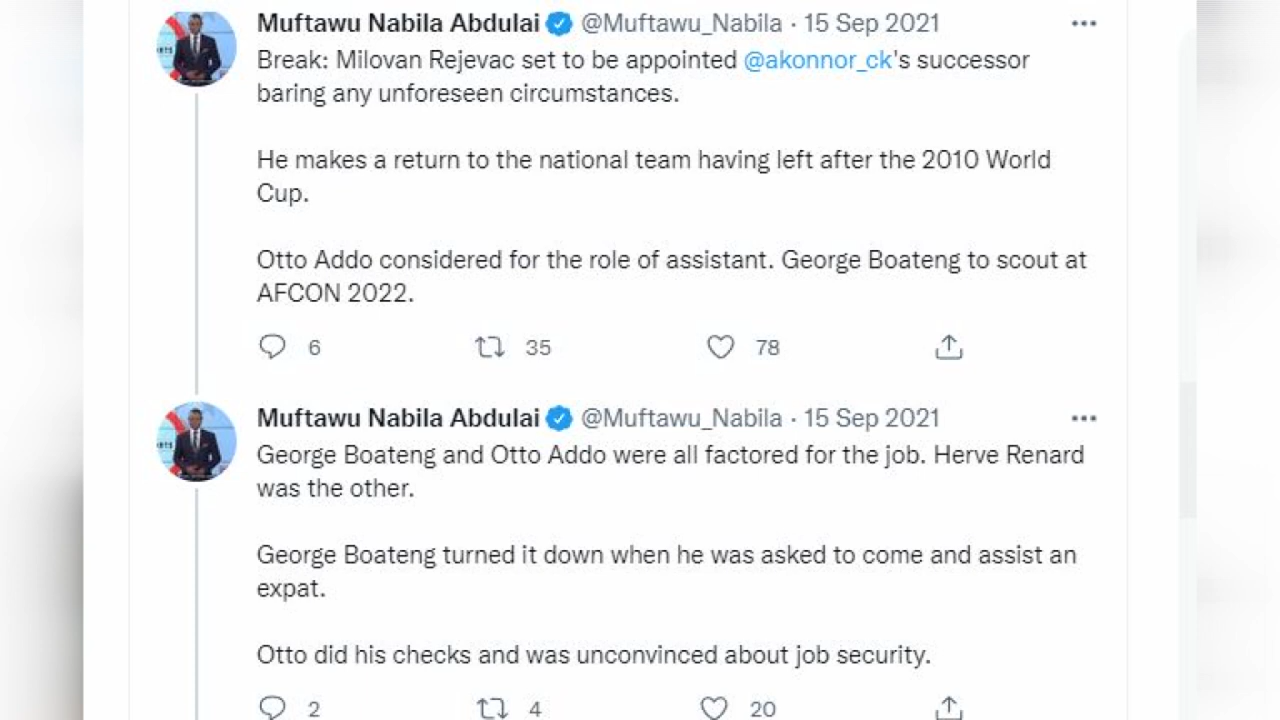 Muftawu Nabila Abdulai @Muftawu_Nabila · 15 Sep 2021
Break: Milovan Rejevac set to be appointed @akonnor_ck's successor
baring any unforeseen circumstances.
He makes a return to the national team having left after the 2010 World
Cup.
Otto Addo considered for the role of assistant. George Boateng to scout at
AFCON 2022.
6 35 78
Muftawu Nabila Abdulai @Muftawu_Nabila · 15 Sep 2021
George Boateng and Otto Addo were all factored for the job. Herve Renard
was the other.
George Boateng turned it down when he was asked to come and assist an
expat.
Otto did his checks and was unconvinced about job security.
2 4 20